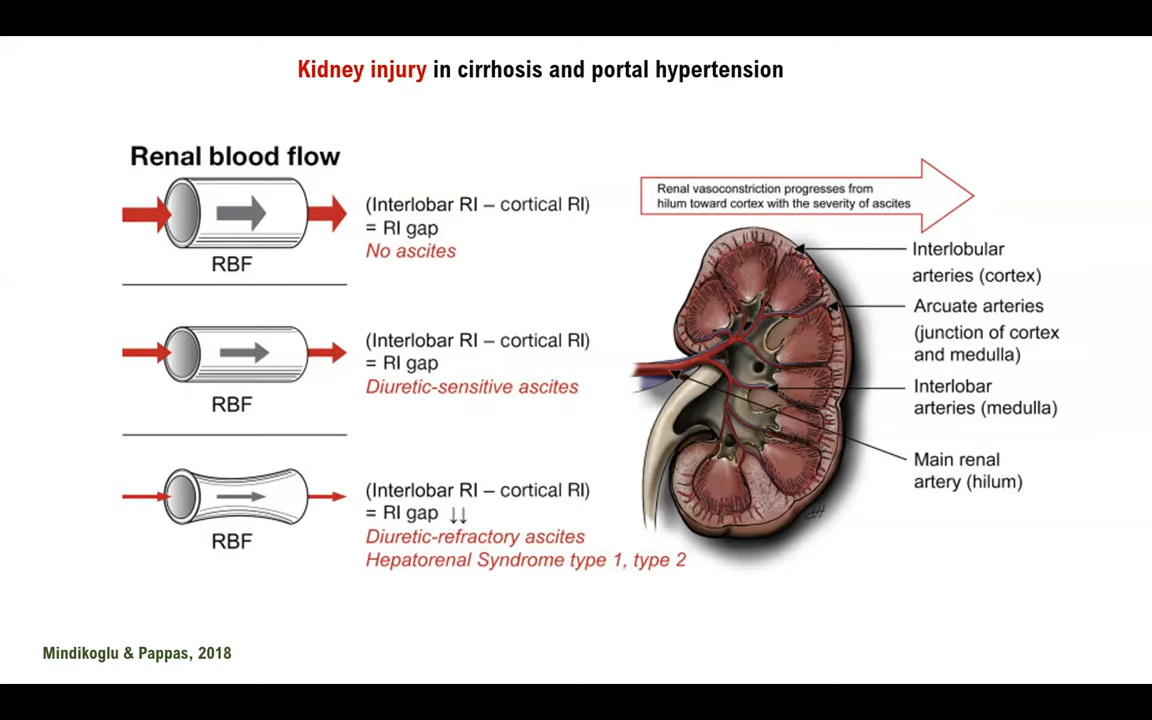 Kidney injury in cirrhosis and portal hypertension
Renal blood flow
(Interlobar RI – cortical RI)
= RI gap
No ascites
RBF
(Interlobar RI – cortical RI)
= RI gap
Diuretic-sensitive ascites
RBF
(Interlobar RI – cortical RI)
= RI gap ↓↓
Diuretic-refractory ascites
Hepatorenal Syndrome type 1, type 2
RBF
Renal vasoconstriction progresses from
hilum toward cortex with the severity of ascites
Interlobular
arteries (cortex)
Arcuate arteries
(junction of cortex
and medulla)
Interlobar
arteries (medulla)
Main renal
artery (hilum)
Mindikoglu & Pappas, 2018